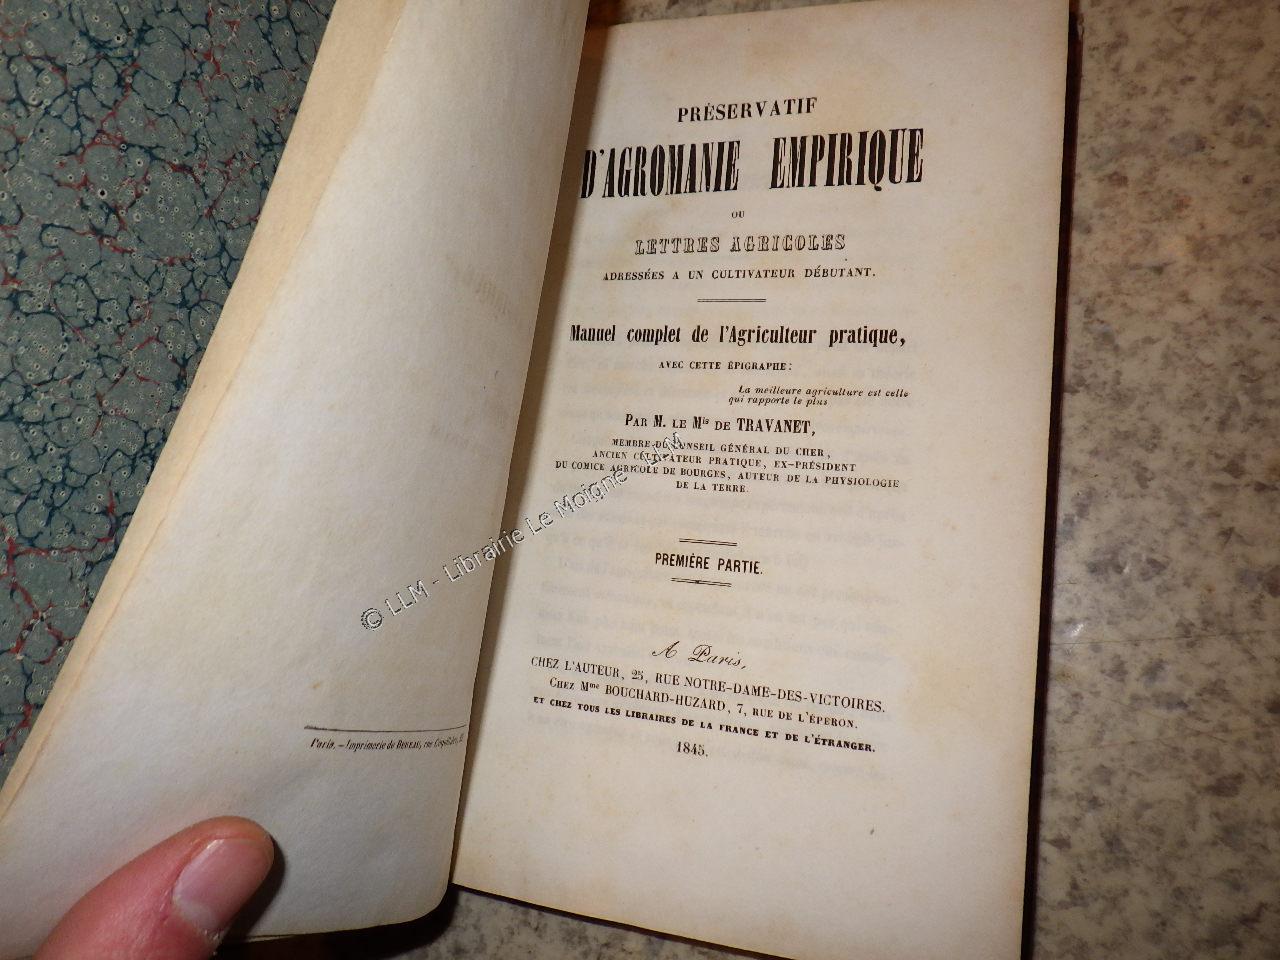 PRÉSERVATIF
D'AGROMANIE EMPIRIQUE
OU
LETTRES AGRICOLES
ADRESSÉES A UN CULTIVATEUR DÉBUTANT.
Manuel complet de l'Agriculteur pratique,
AVEC CETTE ÉPIGRAPHE:
La meilleure agriculture est celle
qui rapporte le plus
PAR M. LE Mis DE TRAVANET,
MEMBRE DU CONSEIL GÉNÉRAL DU CHER,
ANCIEN CULTIVATEUR PRATIQUE, EX-PRÉSIDENT
DU COMICE AGRICOLE DE BOURGES, AUTEUR DE LA PHYSIOLOGIE
DE LA TERRE.
PREMIÈRE PARTIE.
A Paris,
CHEZ L'AUTEUR, 25, RUE NOTRE-DAME-DES-VICTOIRES.
CHEZ Mme BOUCHARD-HUZARD, 7, RUE DE L'ÉPERON.
ET CHEZ TOUS LES LIBRAIRES DE LA FRANCE ET DE L'ÉTRANGER.
1845.
Paris. – Imprimerie de
© LLM - Librairie Le Moigne - LLM